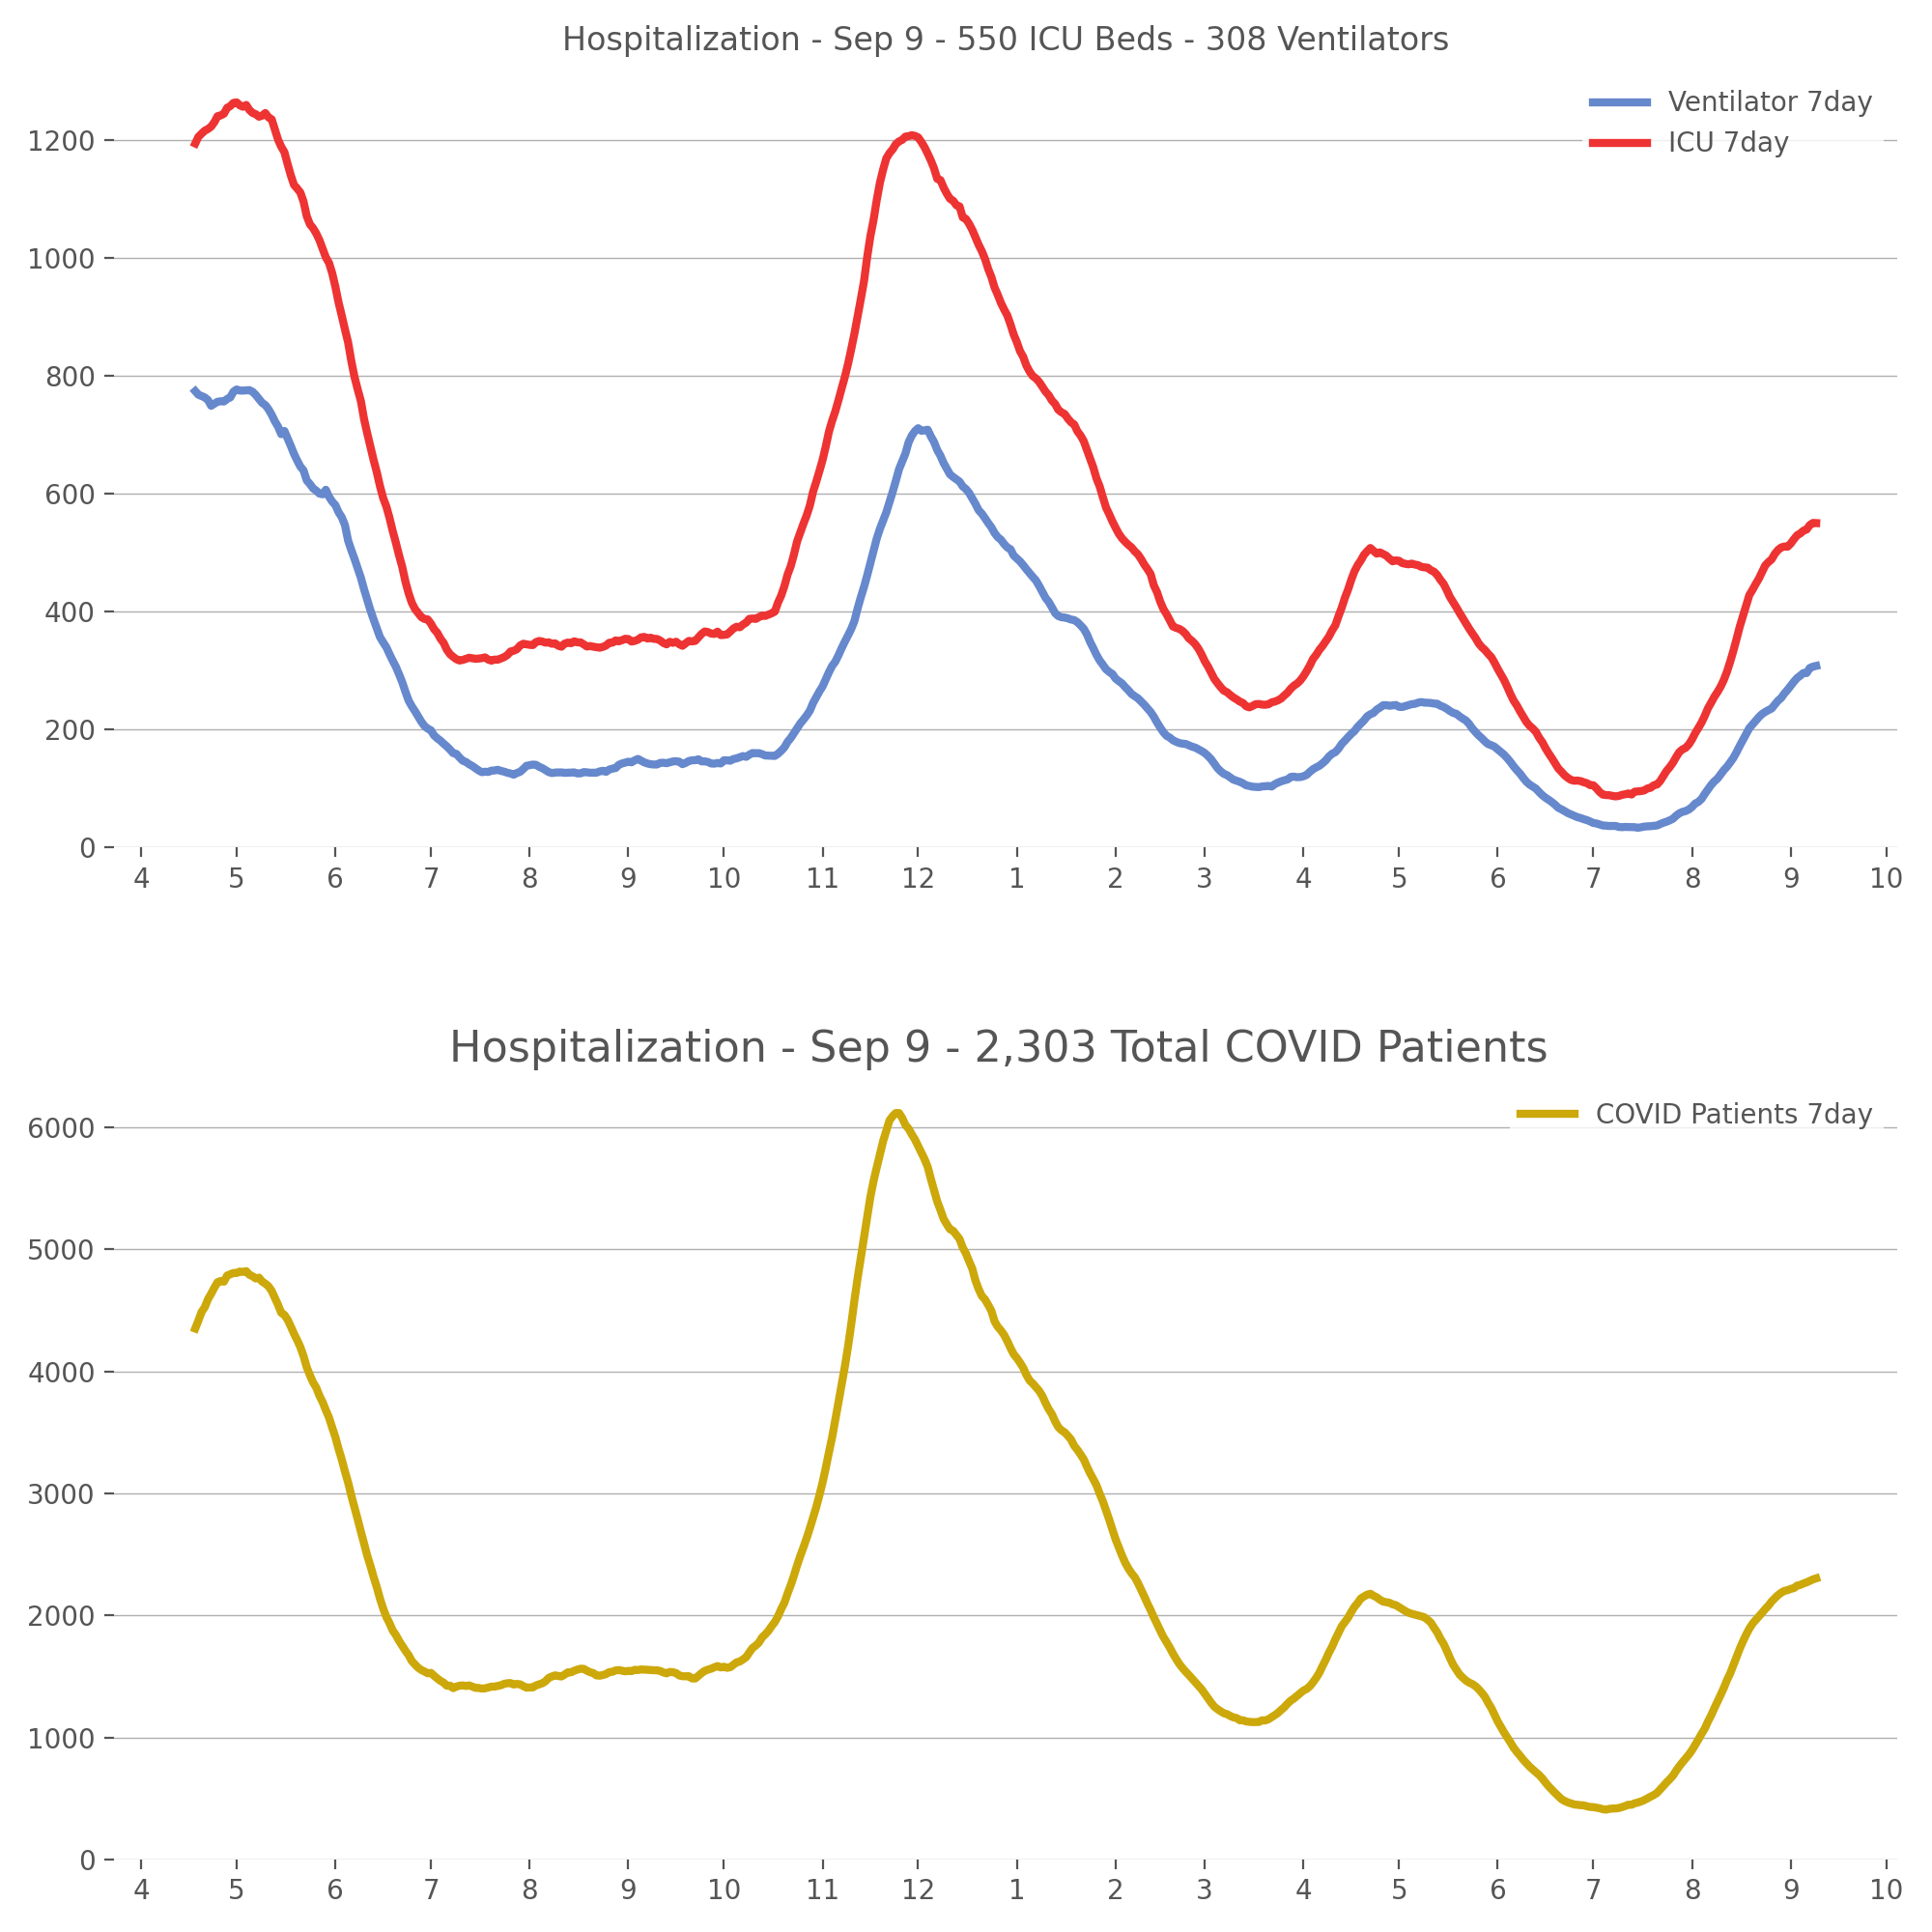 Hospitalization - Sep 9 - 550 ICU Beds - 308 Ventilators
Ventilator 7day
ICU 7day
1200
1000
800
600
400
200
0
4 5 6 7 8 9 10 11 12 1 2 3 4 5 6 7 8 9 10
Hospitalization - Sep 9 - 2,303 Total COVID Patients
COVID Patients 7day
6000
5000
4000
3000
2000
1000
0
4 5 6 7 8 9 10 11 12 1 2 3 4 5 6 7 8 9 10